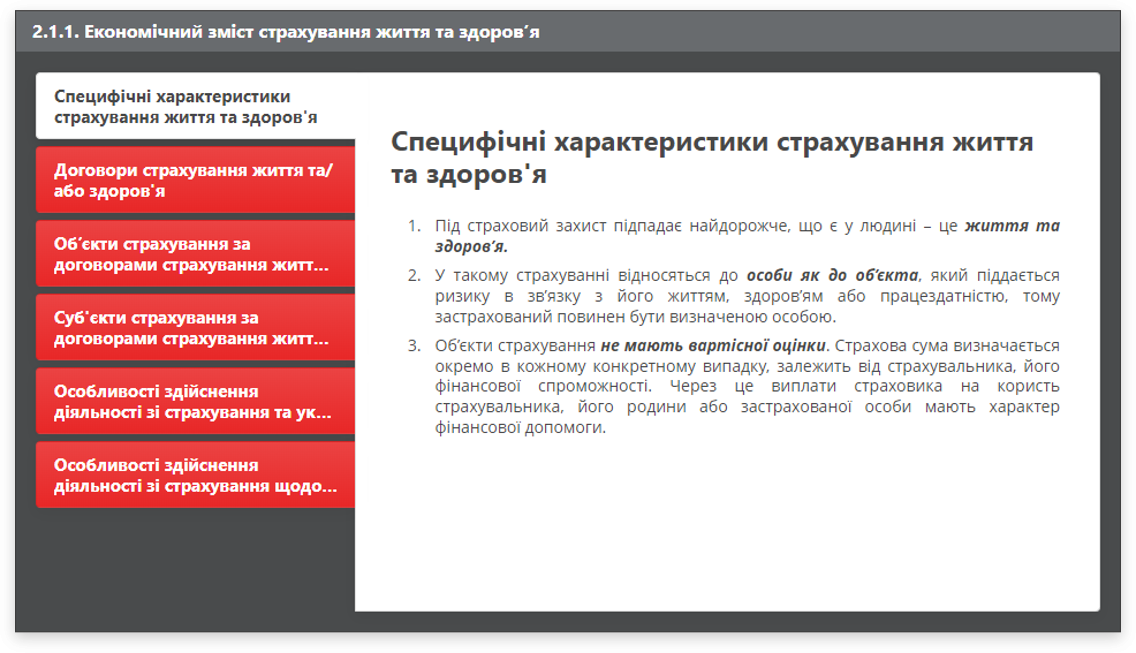 2.1.1. Економічний зміст страхування життя та здоров’я
Специфічні характеристики
страхування життя та здоров'я
Договори страхування життя та/
або здоров'я
Об’єкти страхування за
договорами страхування житт...
Суб'єкти страхування за
договорами страхування житт...
Особливості здійснення
діяльності зі страхування та ук...
Особливості здійснення
діяльності зі страхування щодо...
Специфічні характеристики страхування життя
та здоров'я
1. Під страховий захист підпадає найдорожче, що є у людині – це життя та
здоров’я.
2. У такому страхуванні відносяться до особи як до об’єкта, який піддається
ризику в зв’язку з його життям, здоров’ям або працездатністю, тому
застрахований повинен бути визначеною особою.
3. Об’єкти страхування не мають вартісної оцінки. Страхова сума визначається
окремо в кожному конкретному випадку, залежить від страхувальника, його
фінансової спроможності. Через це виплати страховика на користь
страхувальника, його родини або застрахованої особи мають характер
фінансової допомоги.